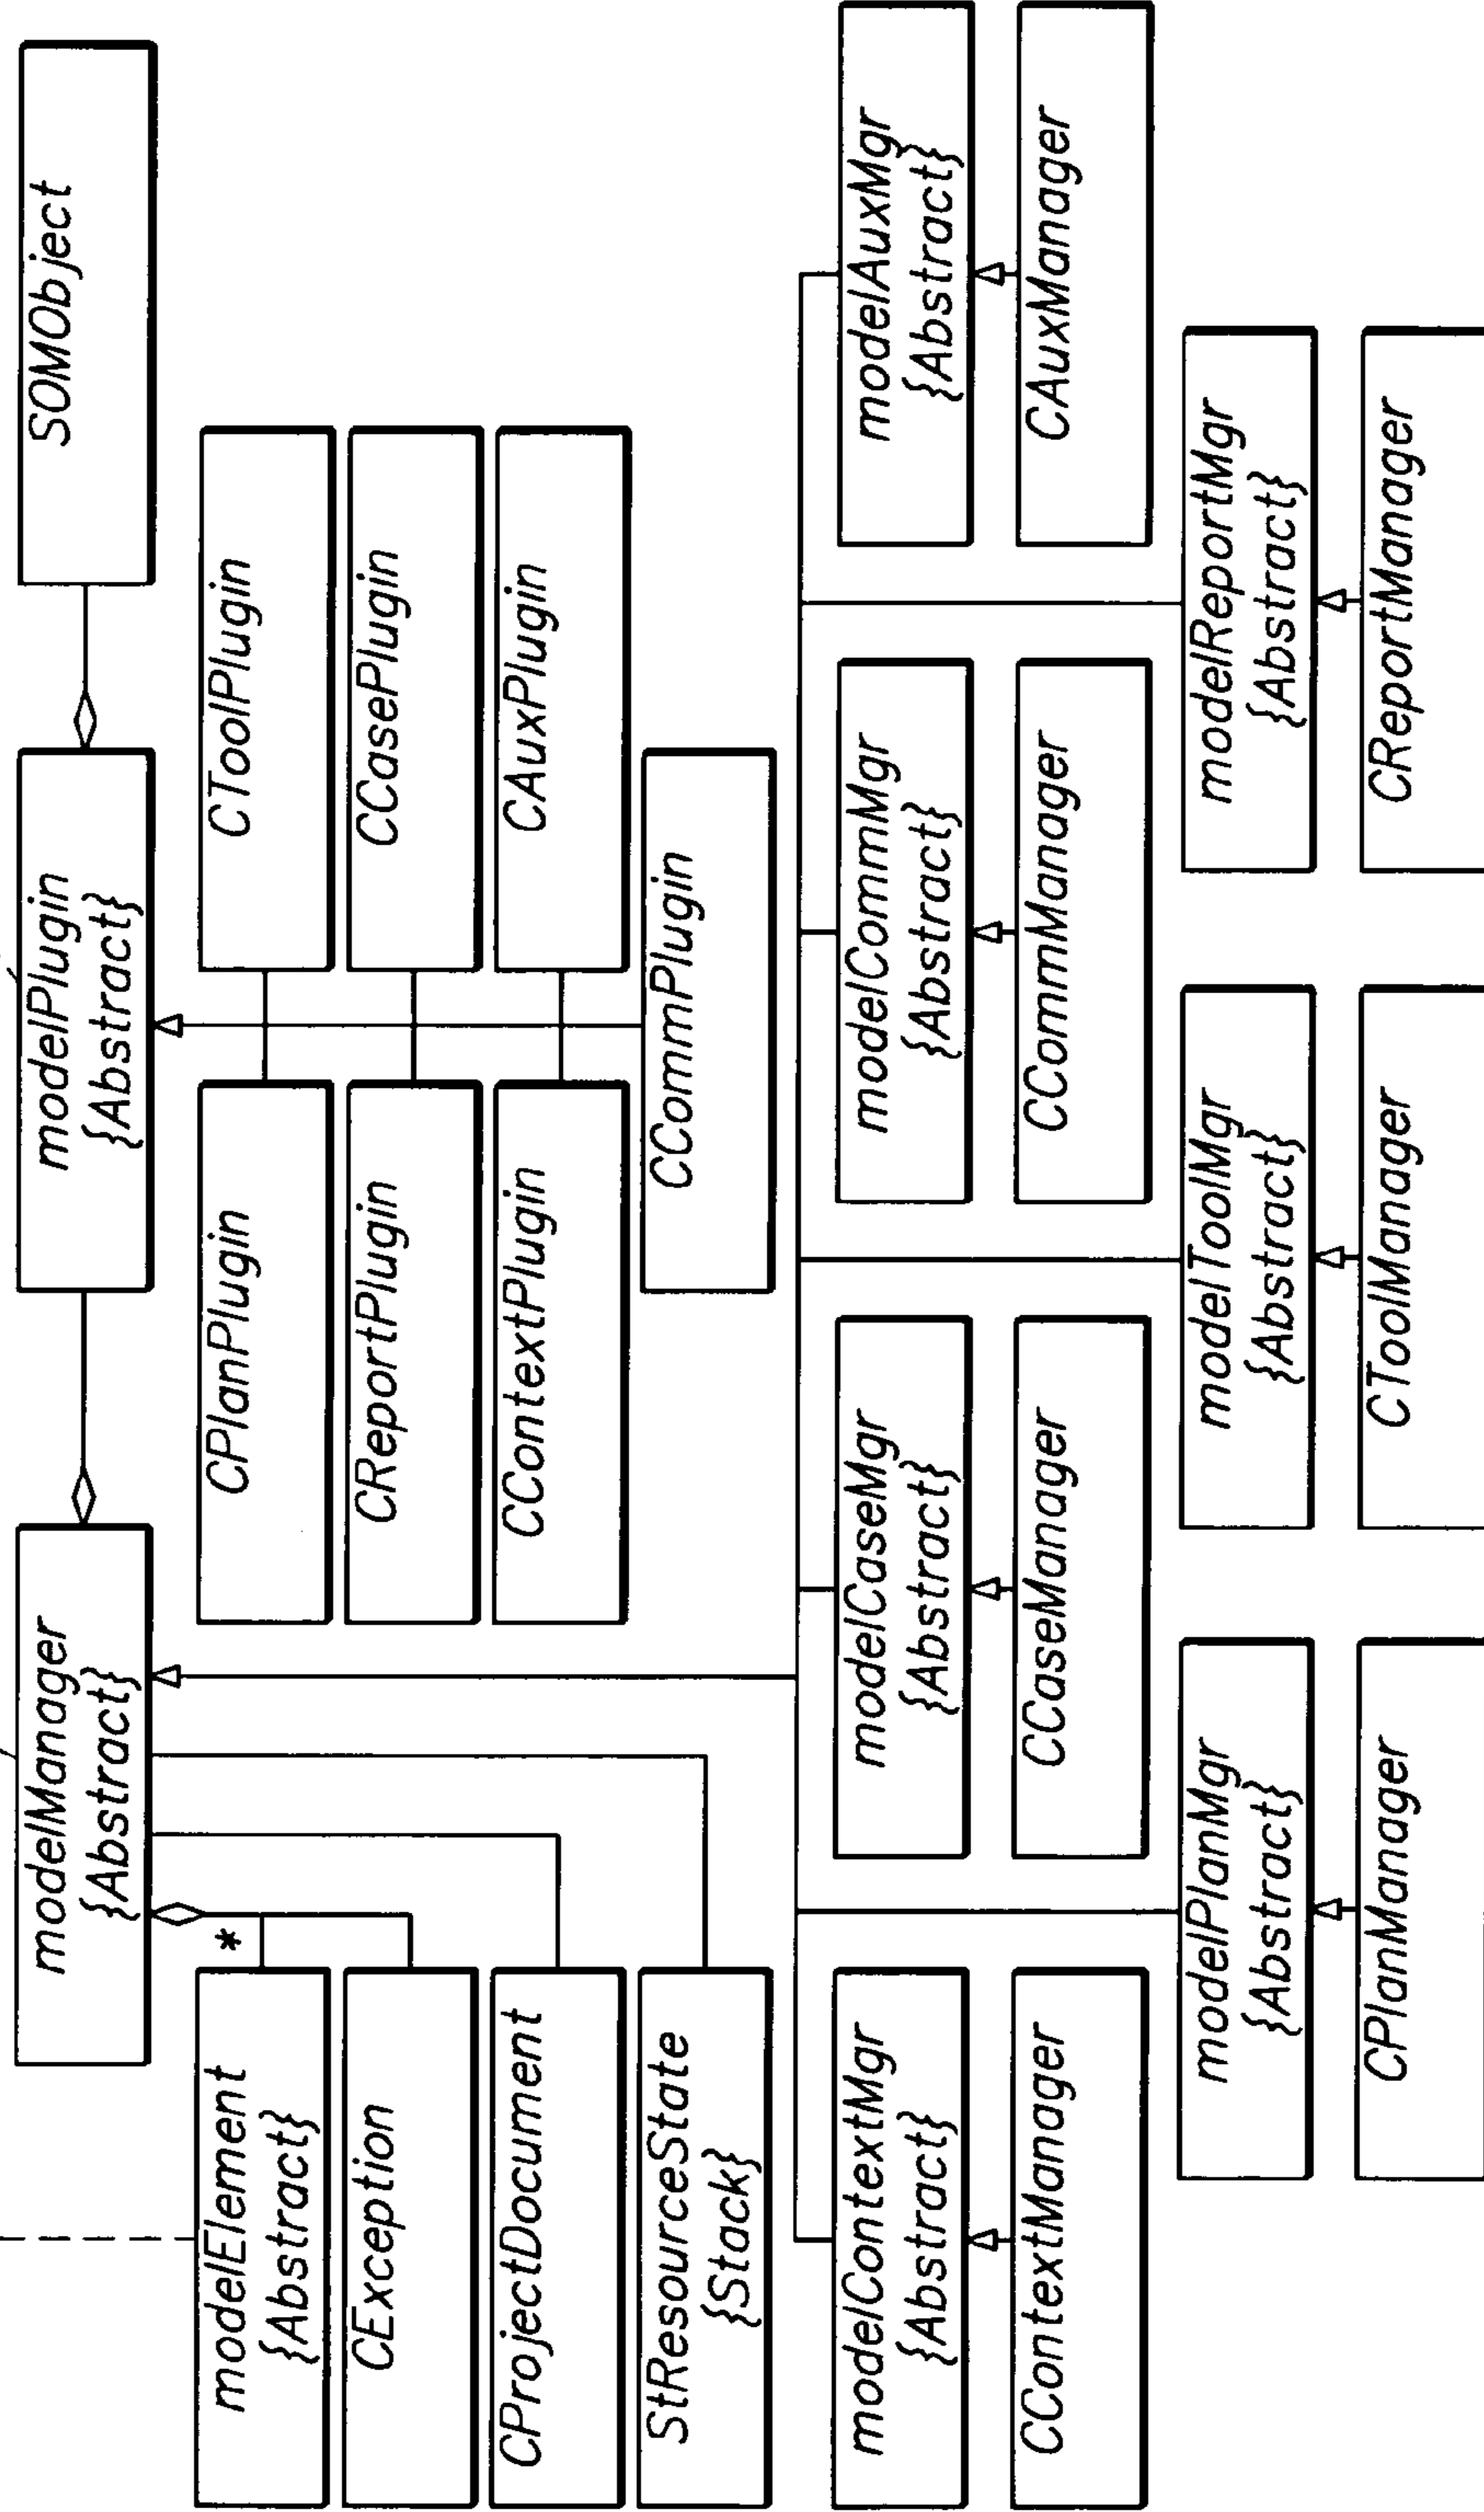 modelManager
{Abstract}
modelPlugin
{Abstract}
SOMObject
*
modelElement
{Abstract}
CPlanPlugin
CToolPlugin
CException
CReportPlugin
CCasePlugin
CProjectDocument
CContextPlugin
CAuxPlugin
StResourceState
{Stack}
CCommPlugin
modelContextMgr
{Abstract}
modelCaseMgr
{Abstract}
modelCommMgr
{Abstract}
modelAuxMgr
{Abstract}
CContextManager
CCaseManager
CCommManager
CAuxManager
modelPlanMgr
{Abstract}
modelToolMgr
{Abstract}
modelReportMgr
{Abstract}
CPlanManager
CToolManager
CReportManager